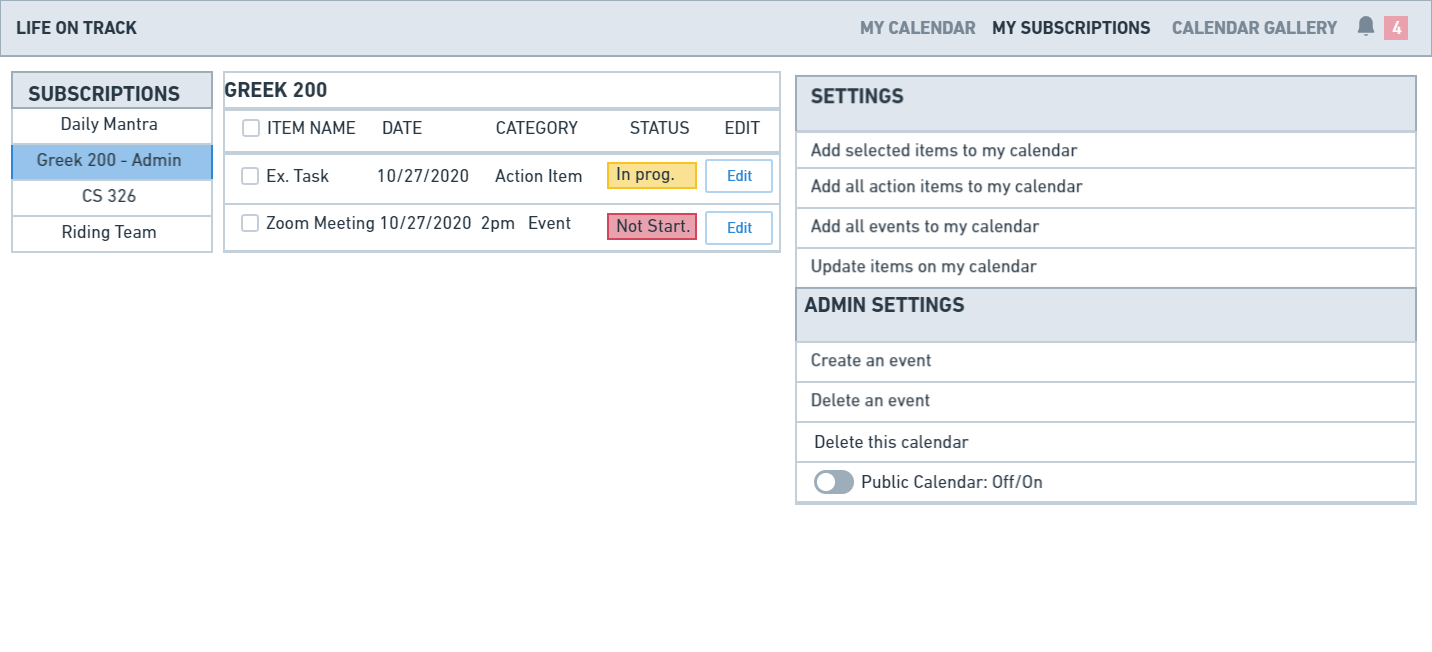 LIFE ON TRACK
MY CALENDAR MY SUBSCRIPTIONS CALENDAR GALLERY 4
SUBSCRIPTIONS
Daily Mantra
Greek 200 - Admin
CS 326
Riding Team
GREEK 200
ITEM NAME DATE CATEGORY STATUS EDIT
Ex. Task 10/27/2020 Action Item In prog. Edit
Zoom Meeting 10/27/2020 2pm Event Not Start. Edit
SETTINGS
Add selected items to my calendar
Add all action items to my calendar
Add all events to my calendar
Update items on my calendar
ADMIN SETTINGS
Create an event
Delete an event
Delete this calendar
Public Calendar: Off/On